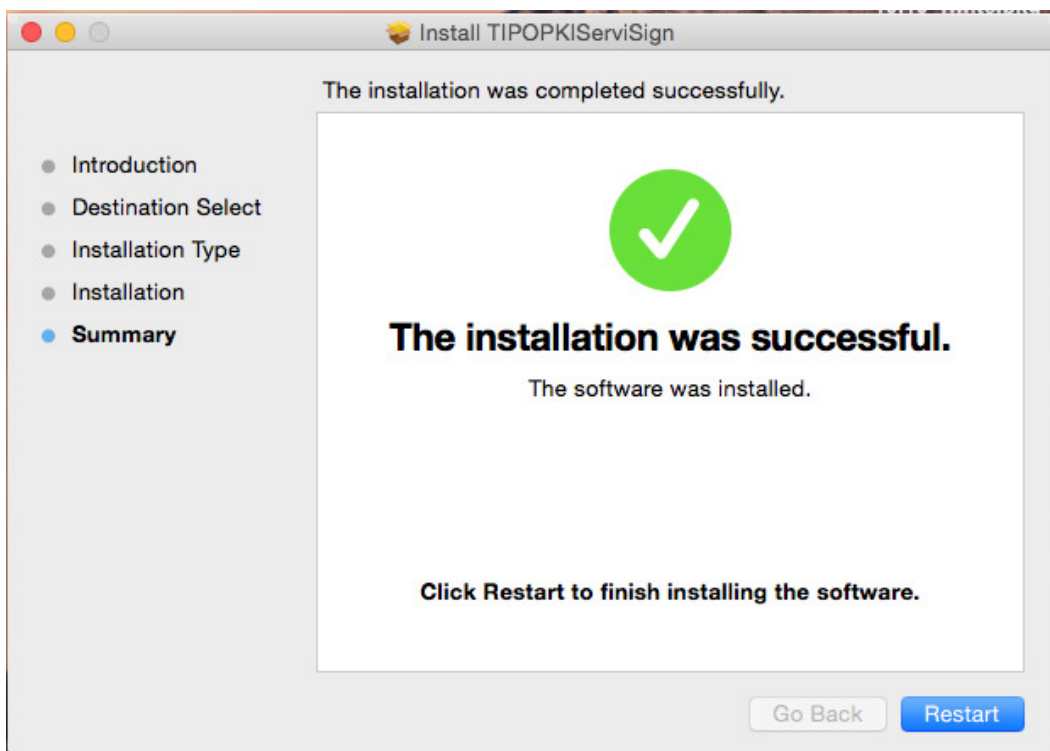 Install TIPOPKIServiSign
The installation was completed successfully.
Introduction
Destination Select
Installation Type
Installation
Summary
The installation was successful.
The software was installed.
Click Restart to finish installing the software.
Go Back
Restart